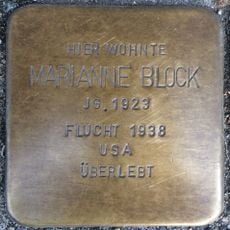 HIER WOHNTE
MARIANNE BLOCK
JG. 1923
FLUCHT 1938
USA
ÜBERLEBT